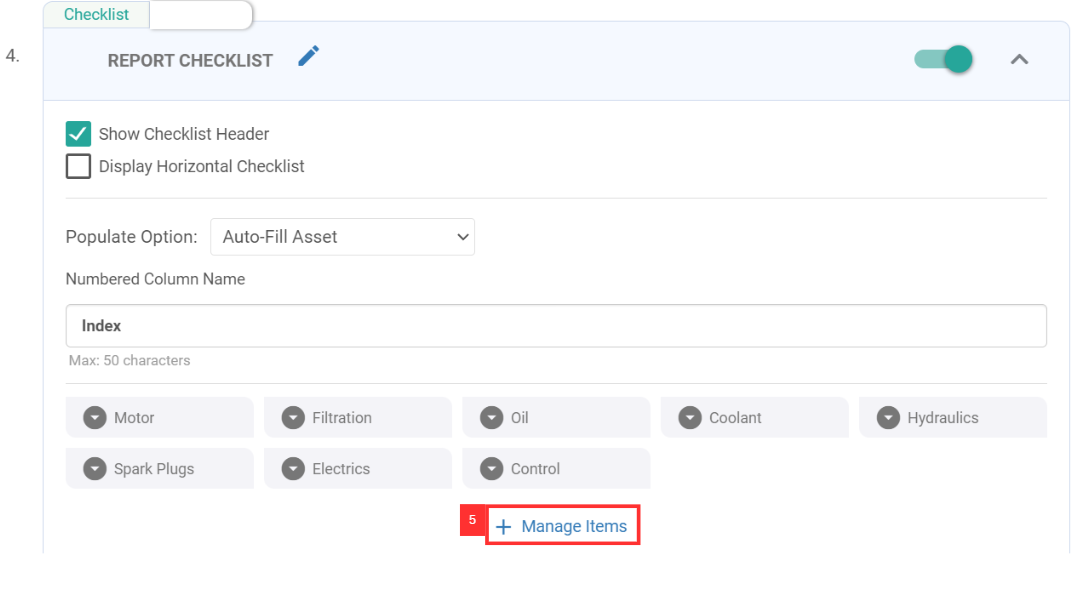 Checklist
4.
REPORT CHECKLIST
Show Checklist Header
Display Horizontal Checklist
Populate Option: Auto-Fill Asset
Numbered Column Name
Index
Max: 50 characters
Motor Filtration Oil Coolant Hydraulics
Spark Plugs Electrics Control
5 + Manage Items